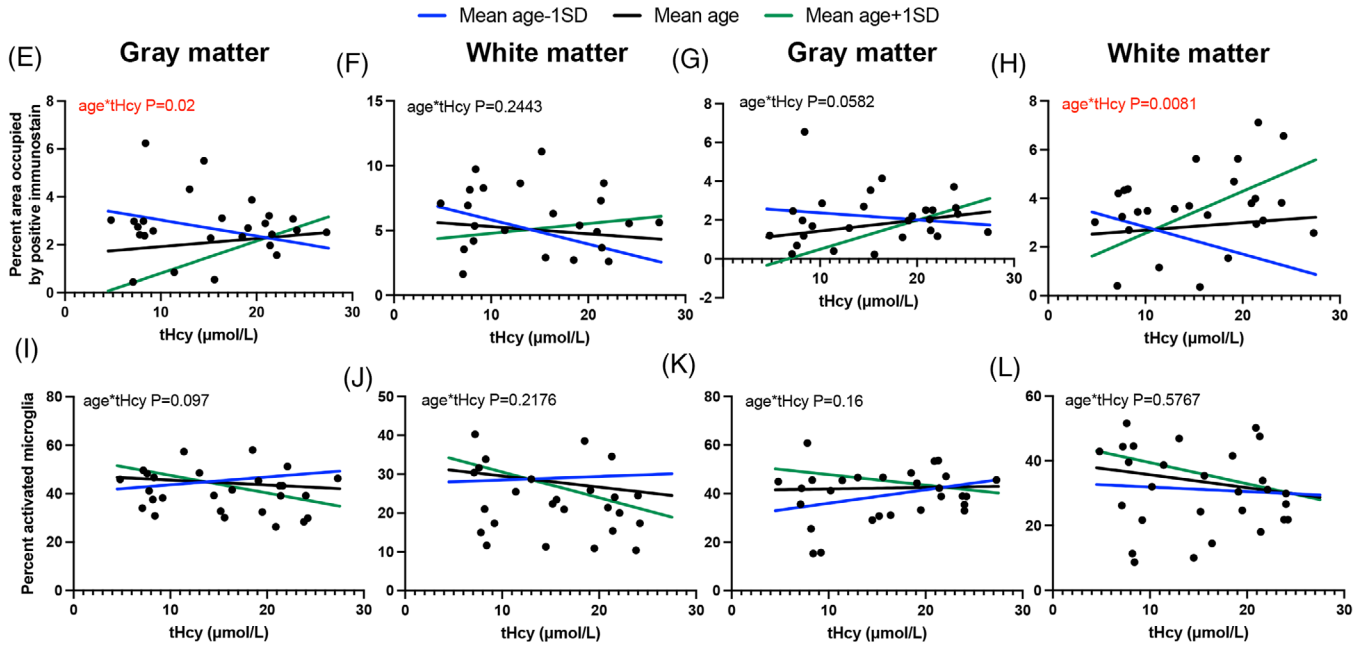 Mean age-1SD Mean age Mean age+1SD
(E) Gray matter (F) White matter (G) Gray matter (H) White matter
Percent area occupied
by positive immunostain
age*tHcy P=0.02
8
6
4
2
0
0 10 20 30
tHcy (µmol/L)
age*tHcy P=0.2443
15
10
5
0
0 10 20 30
tHcy (µmol/L)
age*tHcy P=0.0582
8
6
4
2
0
-2
0 10 20 30
tHcy (µmol/L)
age*tHcy P=0.0081
8
6
4
2
0
0 10 20 30
tHcy (µmol/L)
(I) (J) (K) (L)
Percent activated microglia
age*tHcy P=0.097
80
60
40
20
0
0 10 20 30
tHcy (µmol/L)
age*tHcy P=0.2176
50
40
30
20
10
0
0 10 20 30
tHcy (µmol/L)
age*tHcy P=0.16
80
60
40
20
0
0 10 20 30
tHcy (µmol/L)
age*tHcy P=0.5767
60
40
20
0
0 10 20 30
tHcy (µmol/L)